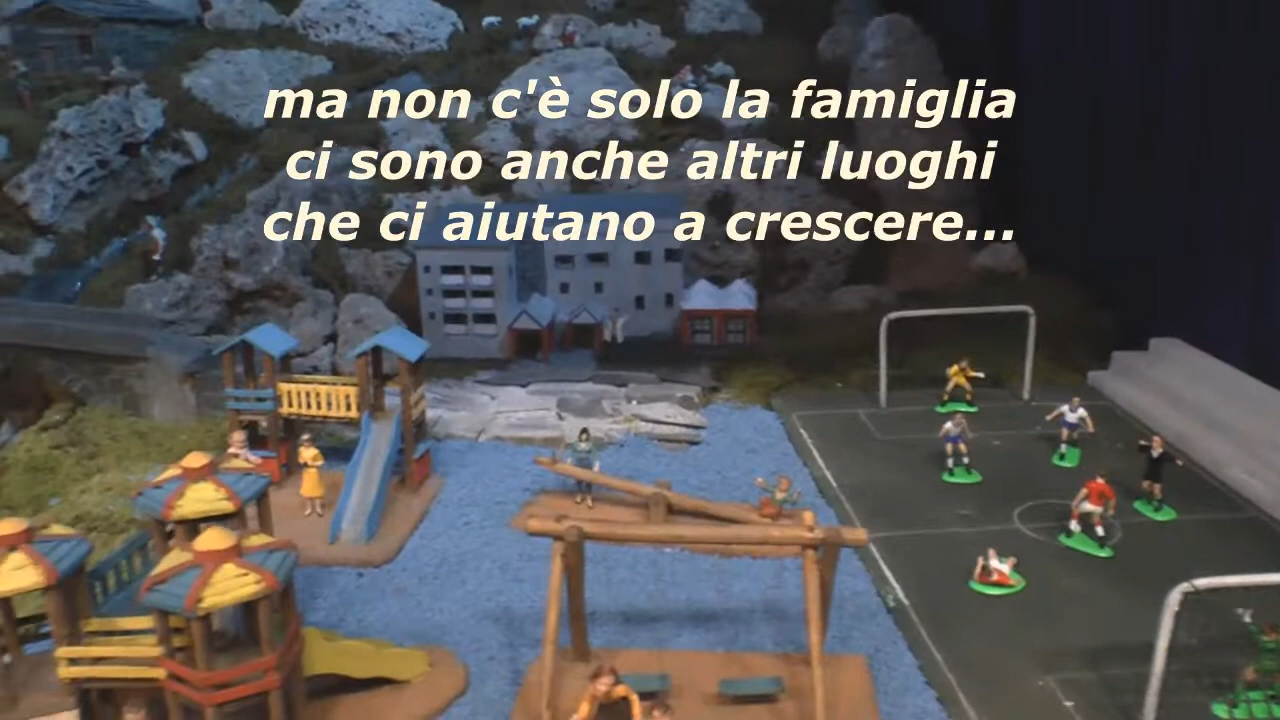 ma non c'è solo la famiglia
ci sono anche altri luoghi
che ci aiutano a crescere...